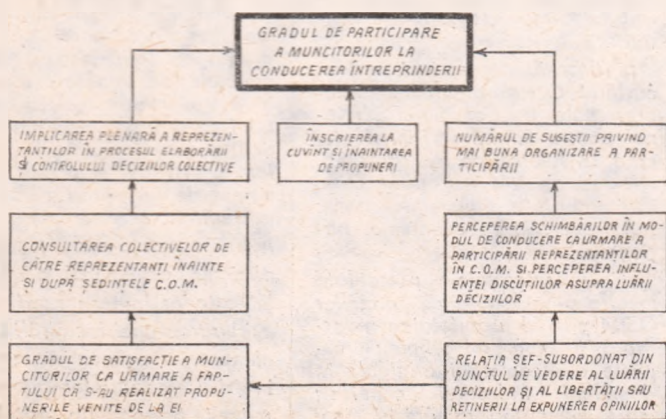 GRADUL DE PARTICIPARE
A MUNCITORILOR LA
CONDUCEREA ÎNTREPRINDERII
IMPLICAREA PLENARĂ A REPREZEN-
TANȚILOR ÎN PROCESUL ELABORĂRII
ȘI CONTROLULUI DECIZIILOR COLECTIVE
ÎNSCRIEREA LA
CUVÎNT ȘI ÎNAINTAREA
DE PROPUNERI
NUMĂRUL DE SUGESTII PRIVIND
MAI BUNA ORGANIZARE A PAR-
TICIPĂRII
CONSULTAREA COLECTIVELOR DE
CĂTRE REPREZENTANȚI ÎNAINTE
ȘI DUPĂ ȘEDINȚELE C.O.M.
PERCEPEREA SCHIMBĂRILOR ÎN MO-
DUL DE CONDUCERE CA URMARE A
PARTICIPĂRII REPREZENTANȚILOR
ÎN C.O.M. ȘI PERCEPEREA INFLU-
ENȚEI DISCUȚIILOR ASUPRA LUĂRII
DECIZIILOR
GRADUL DE SATISFACȚIE A MUN-
CITORILOR CA URMARE A FAP-
TULUI CĂ S-AU REALIZAT PROPU-
NERILE VENITE DE LA EI
RELAȚIA ȘEF-SUBORDONAT DIN
PUNCTUL DE VEDERE AL LUĂRII
DECIZIILOR ȘI AL LIBERTĂȚII SAU
REȚINERII LA EXPUNEREA OPINIILOR